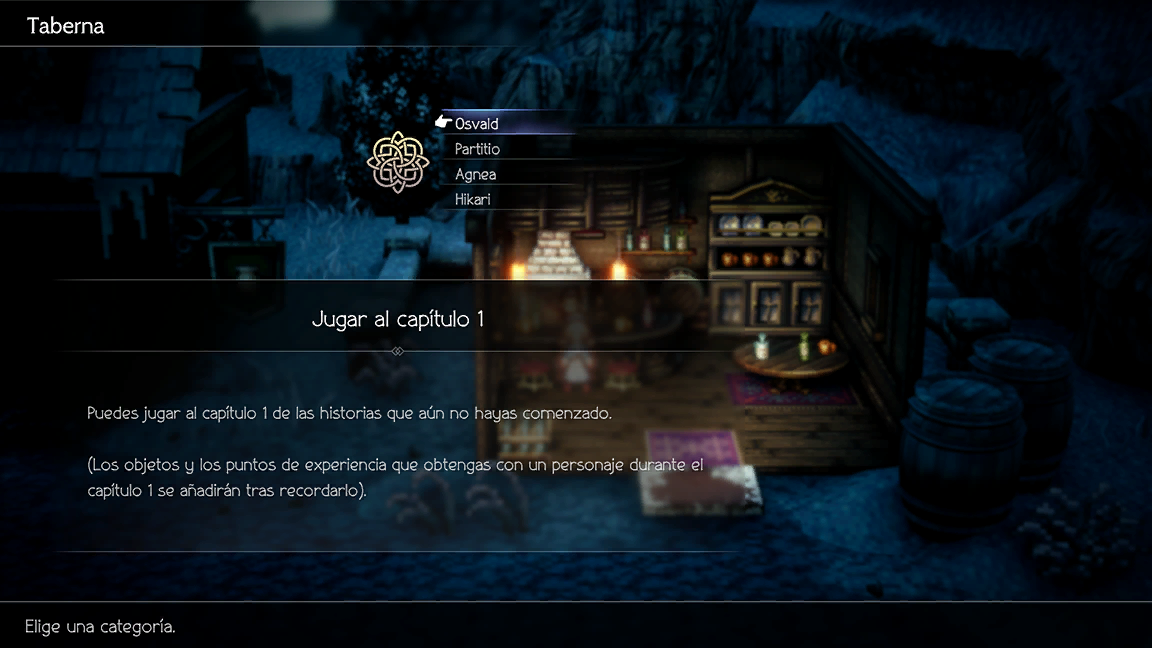 Taberna
Osvald
Partitio
Agnea
Hikari
Jugar al capítulo 1
Puedes jugar al capítulo 1 de las historias que aún no hayas comenzado.
(Los objetos y los puntos de experiencia que obtengas con un personaje durante el
capítulo 1 se añadirán tras recordarlo).
Elige una categoría.